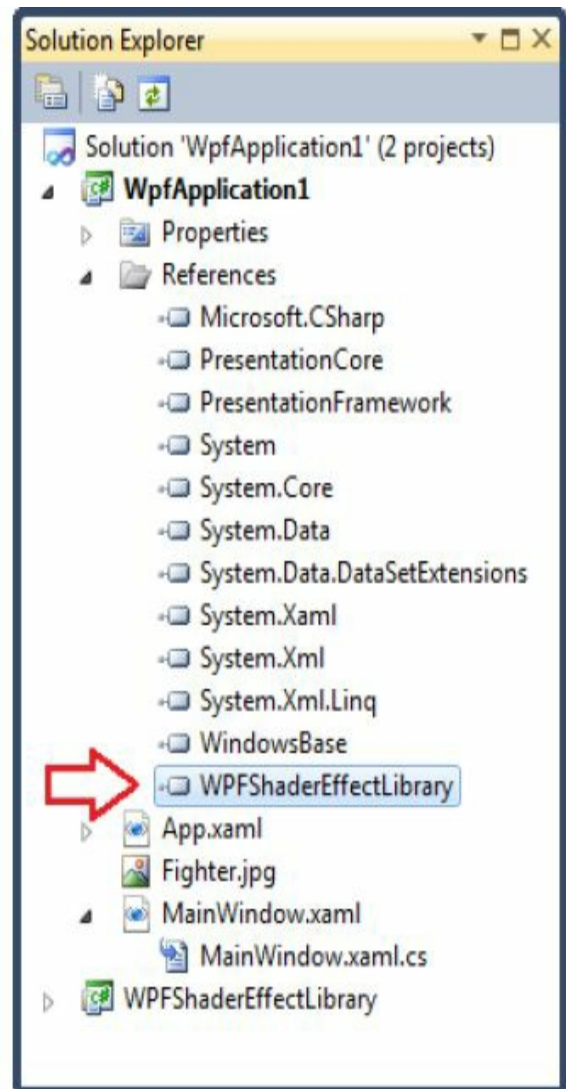 Solution Explorer
Solution 'WpfApplication1' (2 projects)
WpfApplication1
Properties
References
Microsoft.CSharp
PresentationCore
PresentationFramework
System
System.Core
System.Data
System.Data.DataSetExtensions
System.Xaml
System.Xml
System.Xml.Linq
WindowsBase
WPFShaderEffectLibrary
App.xaml
Fighter.jpg
MainWindow.xaml
MainWindow.xaml.cs
WPFShaderEffectLibrary